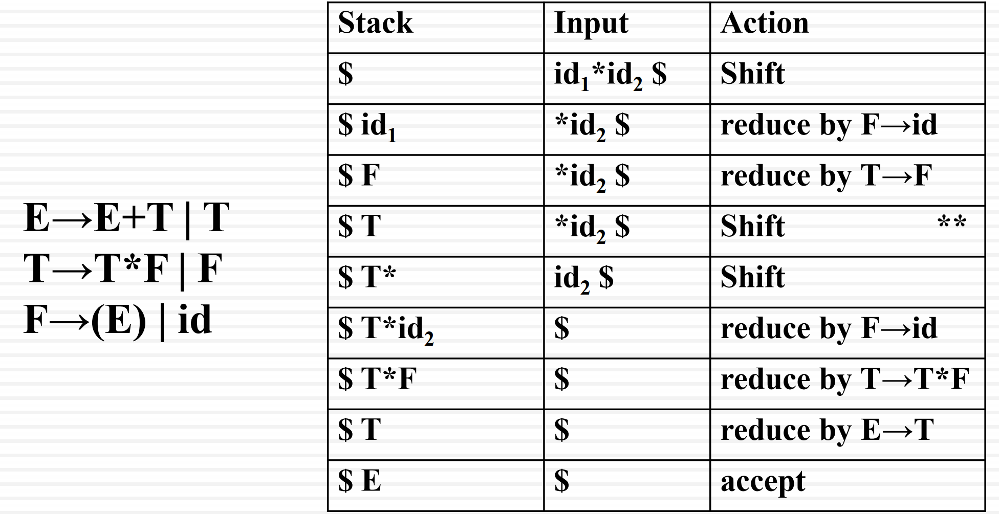 E→E+T | T
T→T*F | F
F→(E) | id
Stack Input Action
$ id₁*id₂ $ Shift
$ id₁ *id₂ $ reduce by F→id
$ F *id₂ $ reduce by T→F
$ T *id₂ $ Shift **
$ T* id₂ $ Shift
$ T*id₂ $ reduce by F→id
$ T*F $ reduce by T→T*F
$ T $ reduce by E→T
$ E $ accept